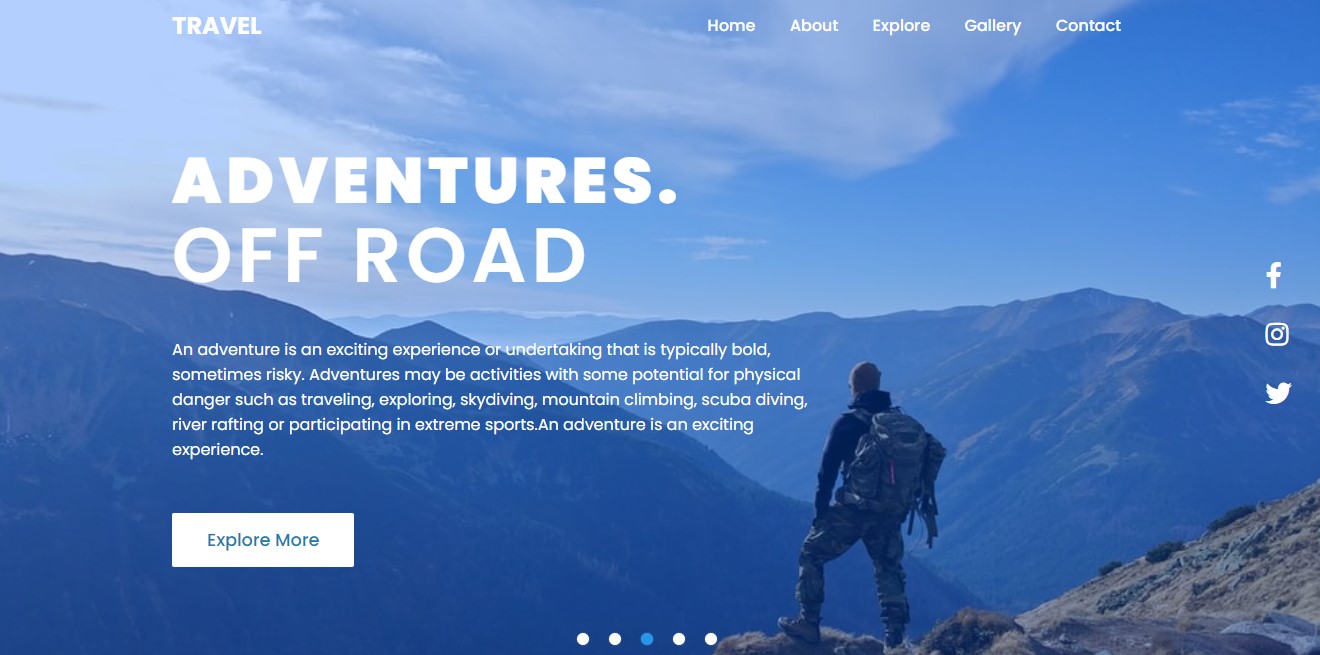 TRAVEL
Home About Explore Gallery Contact
ADVENTURES.
OFF ROAD
An adventure is an exciting experience or undertaking that is typically bold,
sometimes risky. Adventures may be activities with some potential for physical
danger such as traveling, exploring, skydiving, mountain climbing, scuba diving,
river rafting or participating in extreme sports.An adventure is an exciting
experience.
Explore More